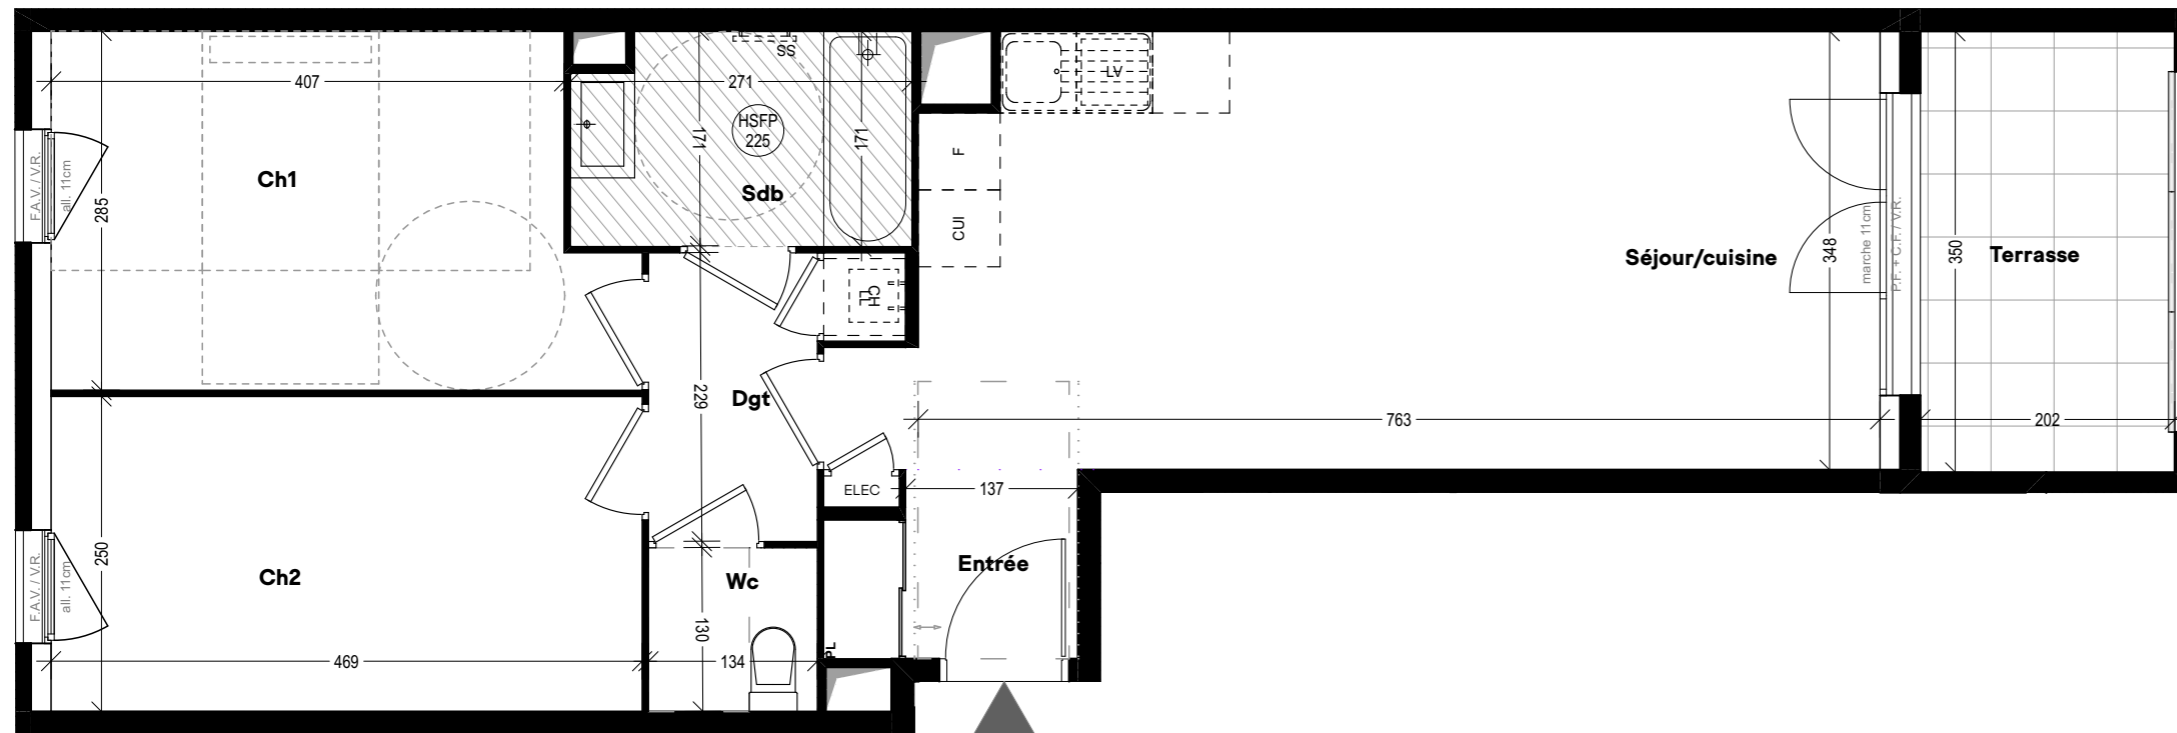 407
Ch1
285
F.A.V. / V.R.
all. 11cm
SS
271
171
HSFP
225
171
Sdb
LV
F
CUI
CH
LL
Séjour/cuisine
348
marche 11cm
P.F. + C.F. / V.R.
350
Terrasse
763
202
229
Dgt
ELEC
137
Entrée
250
F.A.V. / V.R.
all. 11cm
Ch2
469
Wc
130
134
PL